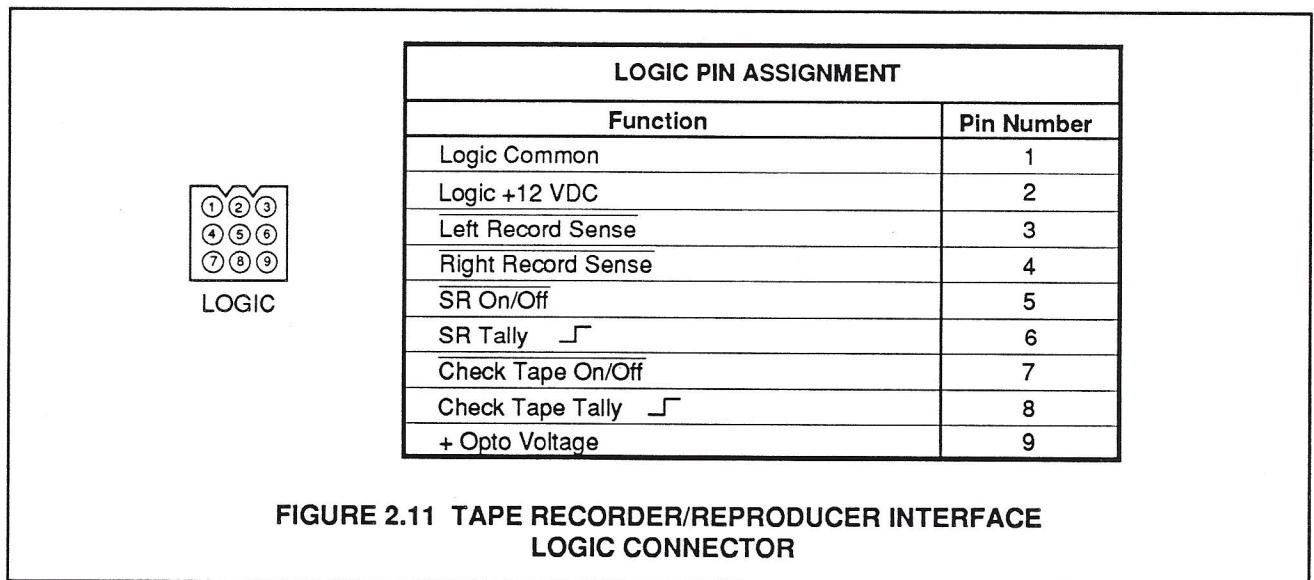 LOGIC PIN ASSIGNMENT
Function Pin Number
Logic Common 1
Logic +12 VDC 2
Left Record Sense 3
Right Record Sense 4
SR On/Off 5
SR Tally 6
Check Tape On/Off 7
Check Tape Tally 8
+ Opto Voltage 9
1 2 3
4 5 6
7 8 9
LOGIC
FIGURE 2.11 TAPE RECORDER/REPRODUCER INTERFACE
LOGIC CONNECTOR